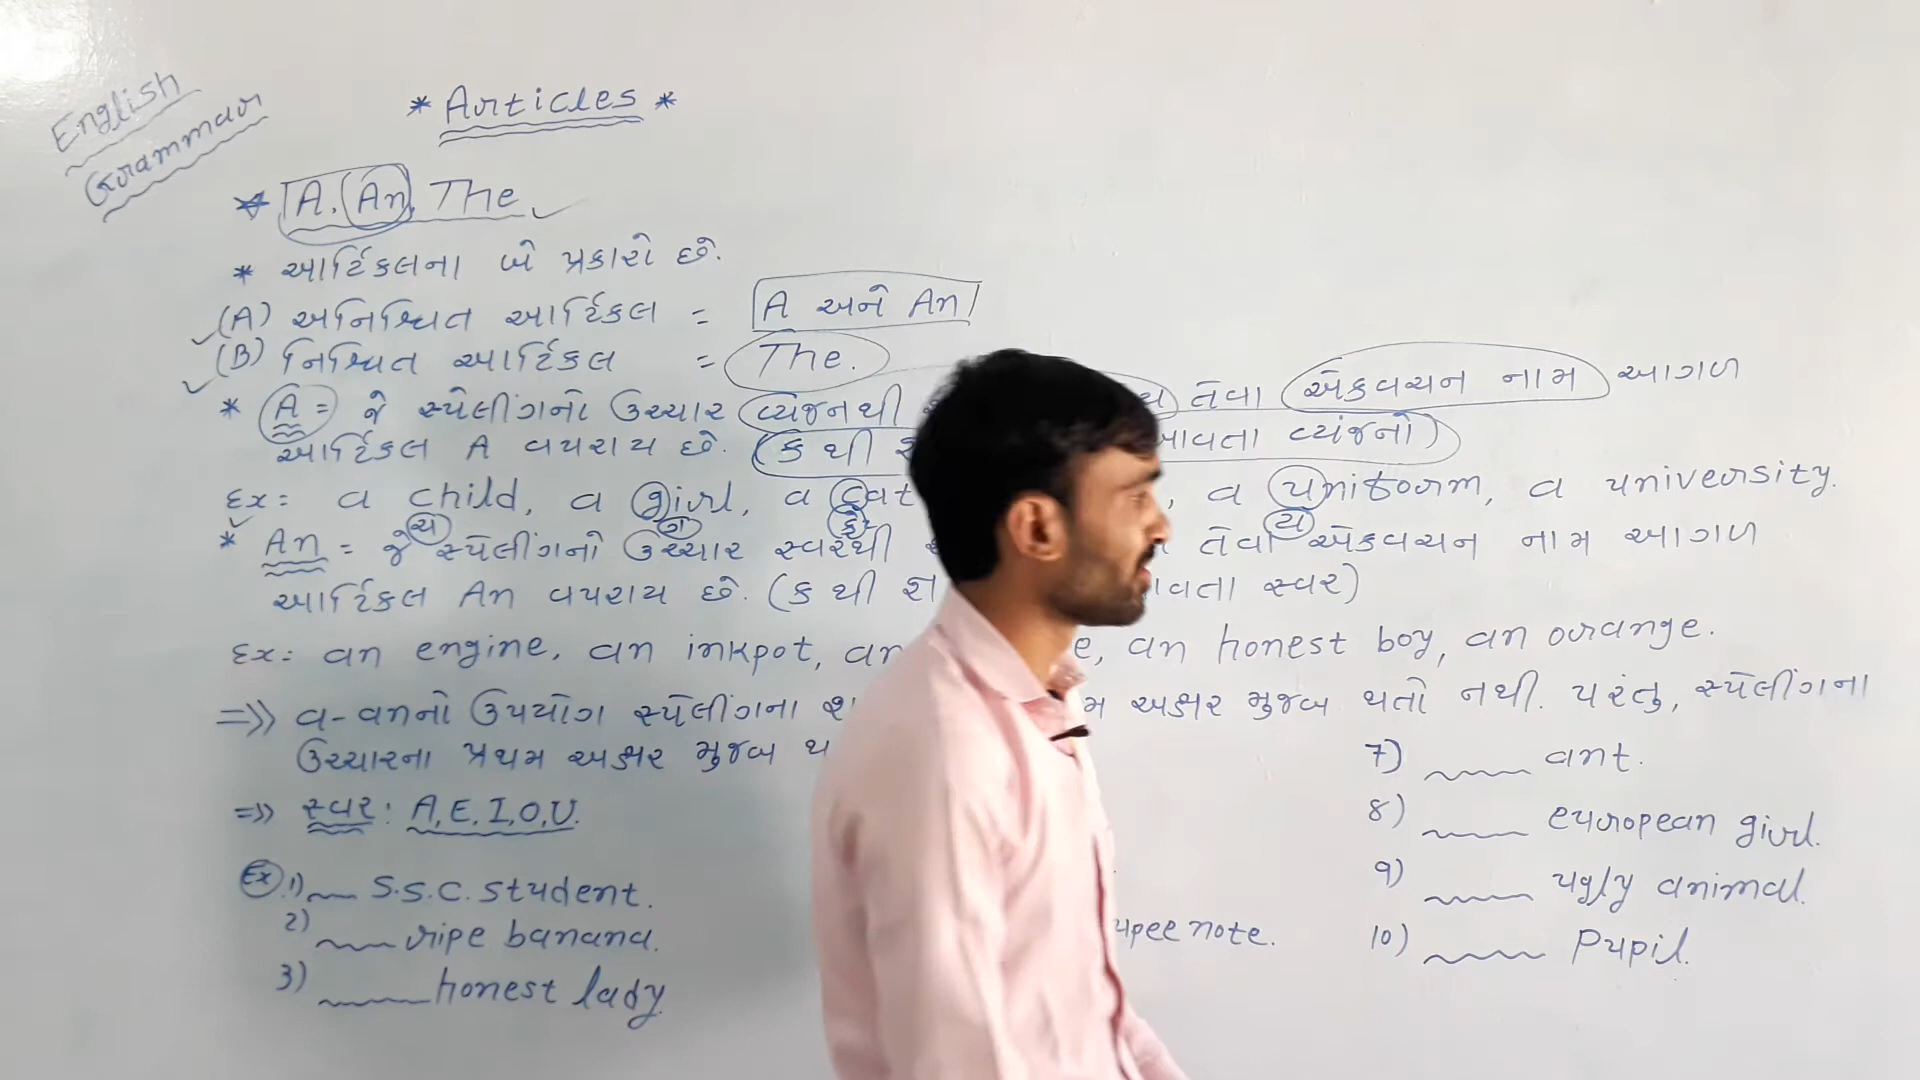 English
Grammar
* Articles *
* A, An, The
* આર્ટિકલના બે પ્રકારો છે.
(A) અનિશ્ચિત આર્ટિકલ = A અને An
(B) નિશ્ચિત આર્ટિકલ = The.
* A = જે સ્પેલીંગનો ઉચ્ચાર વ્યંજનથી તેવા એકવચન નામ આગળ
આર્ટિકલ A વપરાય છે. (ક થી આવતા વ્યંજનો)
Ex: a child, a girl, a cat , a uniform, a university.
ચ ગ કે ય
* An = જે સ્પેલીંગનો ઉચ્ચાર સ્વરથી તેવા એકવચન નામ આગળ
આર્ટિકલ An વપરાય છે. (ક થી સ્વર)
Ex: an engine, an inkpot, an an honest boy, an orange.
=>> a-anનો ઉપયોગ સ્પેલીંગના અક્ષર મુજબ થતો નથી. પરંતુ, સ્પેલીંગના
ઉચ્ચારના પ્રથમ અક્ષર મુજબ
=>> સ્વર: A, E, I, O, U.
Ex 1) ___ S.S.C. student.
2) ___ ripe banana.
3) ___ honest lady.
note.
7) ___ ant.
8) ___ european girl.
9) ___ ugly animal.
10) ___ Pupil.